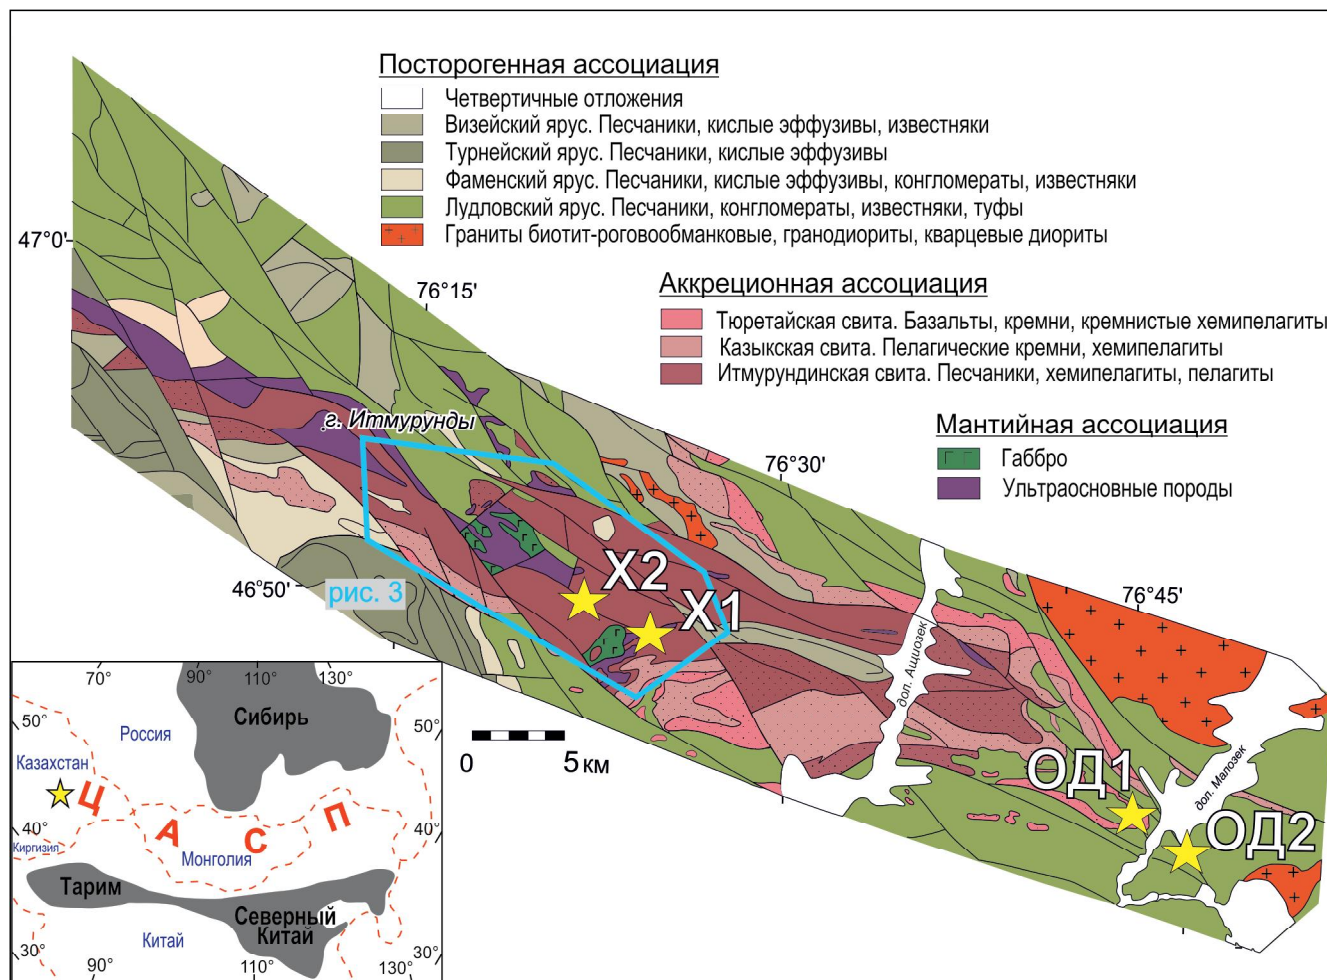 Посторогенная ассоциация
Четвертичные отложения
Визейский ярус. Песчаники, кислые эффузивы, известняки
Турнейский ярус. Песчаники, кислые эффузивы
Фаменский ярус. Песчаники, кислые эффузивы, конгломераты, известняки
Лудловский ярус. Песчаники, конгломераты, известняки, туфы
Граниты биотит-роговообманковые, гранодиориты, кварцевые диориты
47°0'
76°15'
Аккреционная ассоциация
Тюретайская свита. Базальты, кремни, кремнистые хемипелагиты
Казыкская свита. Пелагические кремни, хемипелагиты
Итмурундинская свита. Песчаники, хемипелагиты, пелагиты
г. Итмурунды
Мантийная ассоциация
Габбро
Ультраосновные породы
76°30'
46°50'
рис. 3
X2
X1
76°45'
дол. Ащиозек
дол. Малозек
ОД1
ОД2
0 5 км
70° 90° 110° 130°
50° 50°
Сибирь
Россия
Казахстан
Ц А С П
40° 40°
Киргизия
Монголия
Тарим
Северный
Китай
Китай
30° 30°
90° 110° 130°